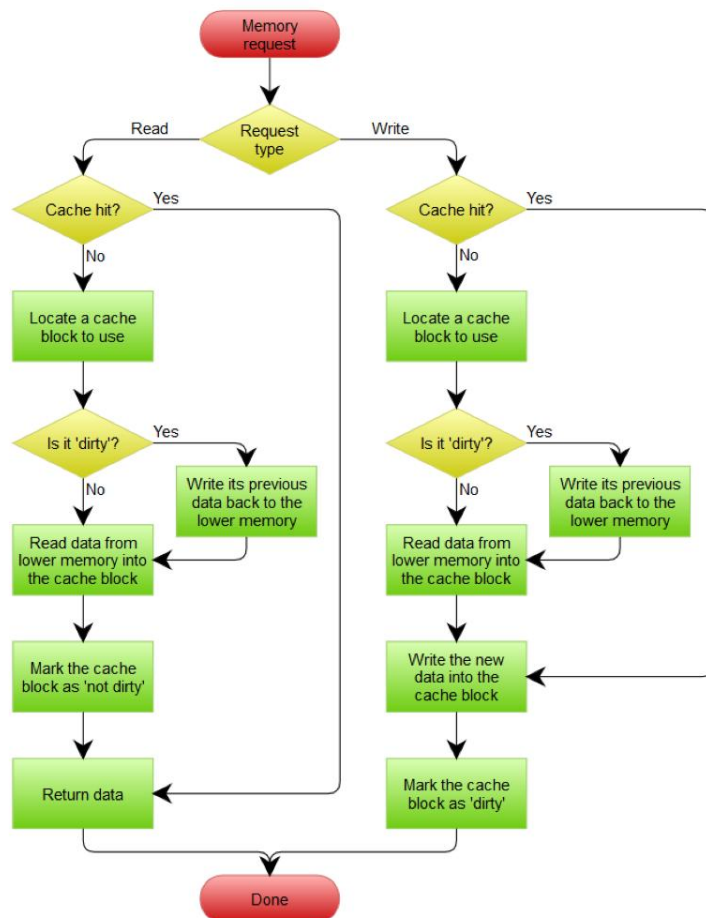 Memory
request
Request
type
Read
Write
Cache hit?
Yes
No
Locate a cache
block to use
Is it 'dirty'?
Yes
No
Write its previous
data back to the
lower memory
Read data from
lower memory into
the cache block
Mark the cache
block as 'not dirty'
Return data
Cache hit?
Yes
No
Locate a cache
block to use
Is it 'dirty'?
Yes
No
Write its previous
data back to the
lower memory
Read data from
lower memory into
the cache block
Write the new
data into the
cache block
Mark the cache
block as 'dirty'
Done